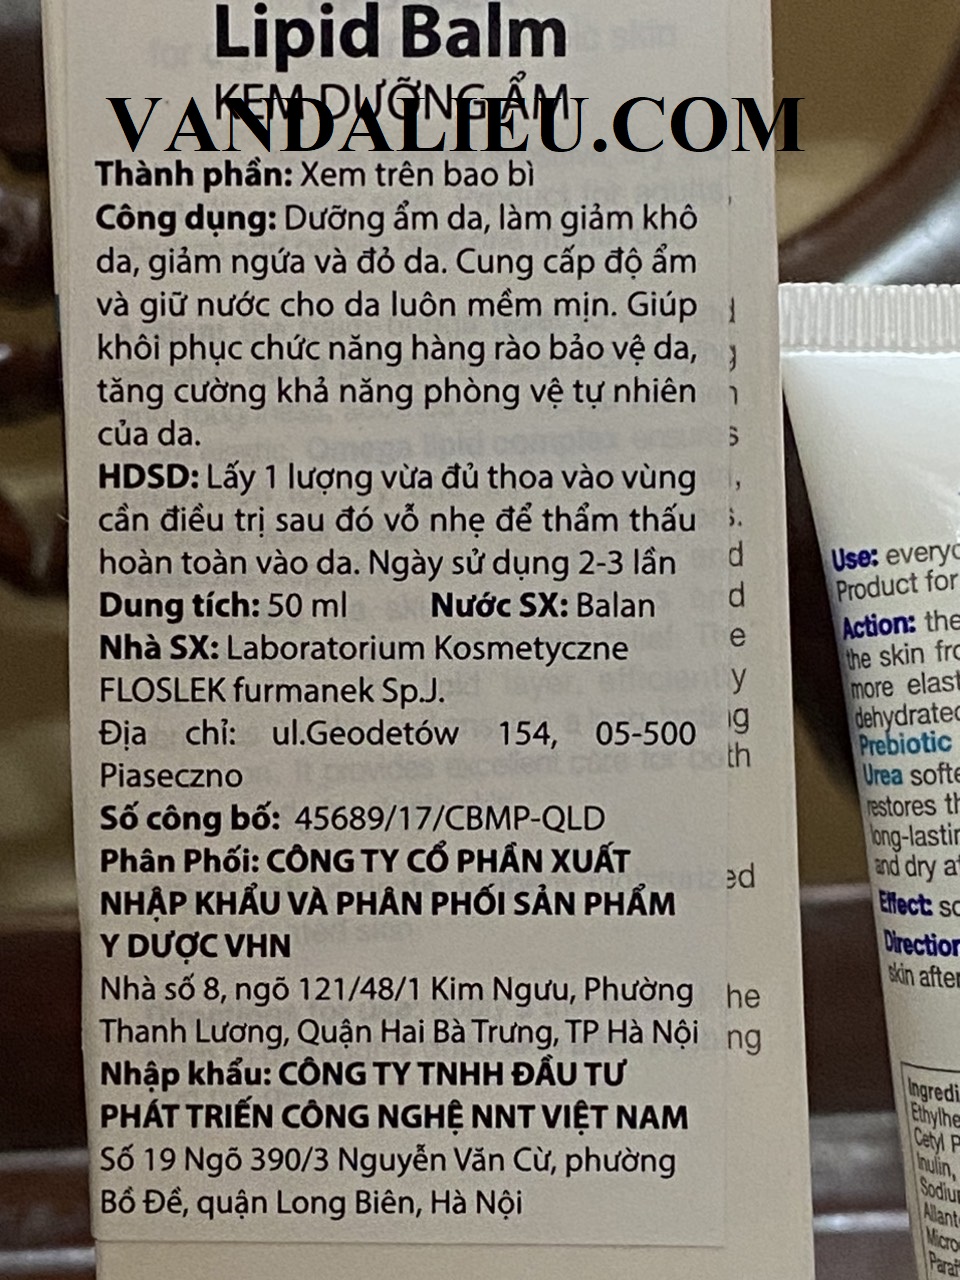 Lipid Balm
KEM DƯỠNG ẨM
VANDALIEU.COM
Thành phần: Xem trên bao bì
Công dụng: Dưỡng ẩm da, làm giảm khô
da, giảm ngứa và đỏ da. Cung cấp độ ẩm
và giữ nước cho da luôn mềm mịn. Giúp
khôi phục chức năng hàng rào bảo vệ da,
tăng cường khả năng phòng vệ tự nhiên
của da.
HDSD: Lấy 1 lượng vừa đủ thoa vào vùng
cần điều trị sau đó vỗ nhẹ để thẩm thấu
hoàn toàn vào da. Ngày sử dụng 2-3 lần
Dung tích: 50 ml Nước SX: Balan
Nhà SX: Laboratorium Kosmetyczne
FLOSLEK furmanek Sp.J.
Địa chỉ: ul.Geodetów 154, 05-500
Piaseczno
Số công bố: 45689/17/CBMP-QLD
Phân Phối: CÔNG TY CỔ PHẦN XUẤT
NHẬP KHẨU VÀ PHÂN PHỐI SẢN PHẨM
Y DƯỢC VHN
Nhà số 8, ngõ 121/48/1 Kim Ngưu, Phường
Thanh Lương, Quận Hai Bà Trưng, TP Hà Nội
Nhập khẩu: CÔNG TY TNHH ĐẦU TƯ
PHÁT TRIỂN CÔNG NGHỆ NNT VIỆT NAM
Số 19 Ngõ 390/3 Nguyễn Văn Cừ, phường
Bồ Đề, quận Long Biên, Hà Nội
Use:
Product for
Action: the
the skin
more
Prebiotic
Urea
restores
and dry
Effect:
skin after
Cetyl
Inulin,